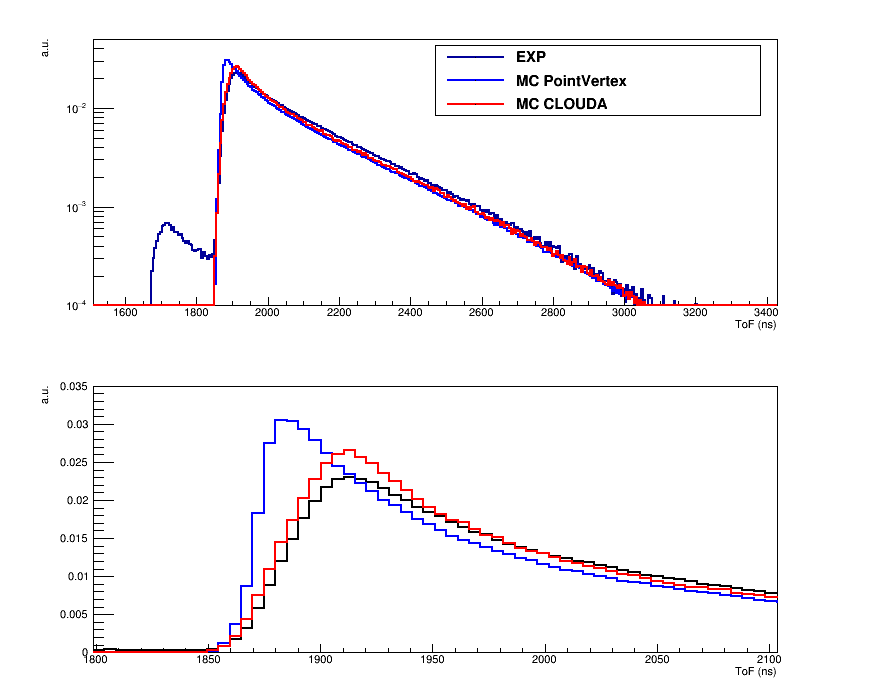 a.u.
EXP
MC PointVertex
MC CLOUDA
10-2
10-3
10-4
1600 1800 2000 2200 2400 2600 2800 3000 3200 3400
ToF (ns)
a.u.
0.035
0.03
0.025
0.02
0.015
0.01
0.005
0
1800 1850 1900 1950 2000 2050 2100
ToF (ns)